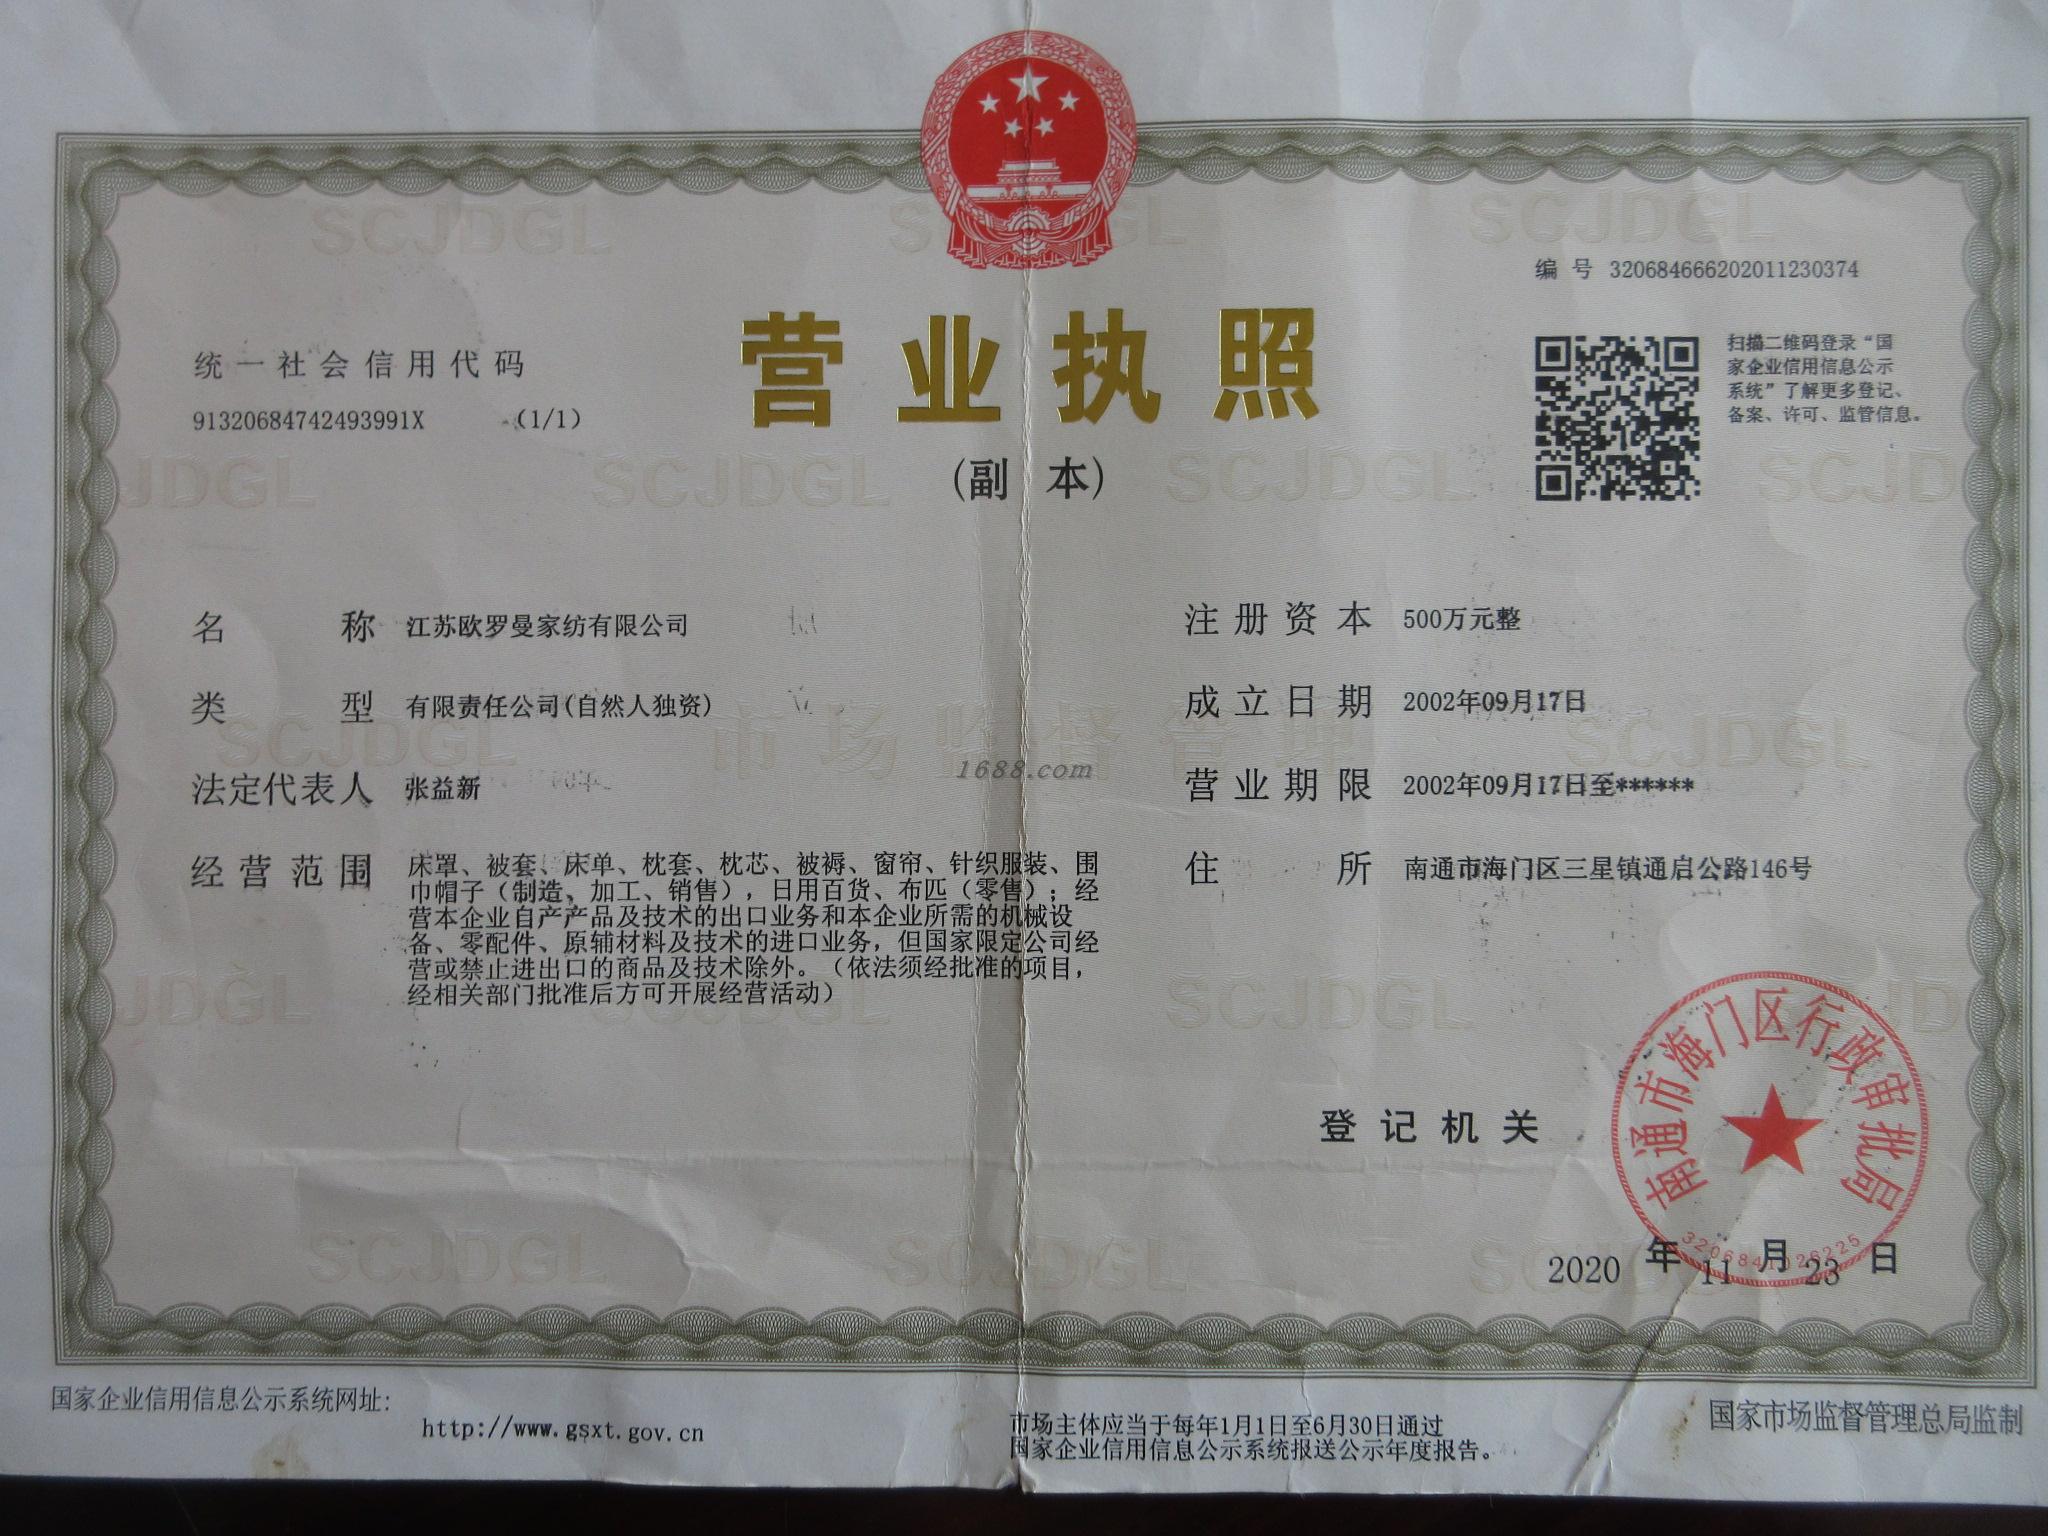 编号 320684666202011230374
营业执照
(副本)
统一社会信用代码
91320684742493991X (1/1)
扫描二维码登录“国
家企业信用信息公示
系统”了解更多登记、
备案、许可、监管信息。
名称 江苏欧罗曼家纺有限公司
类型 有限责任公司(自然人独资)
法定代表人 张益新
经营范围 床罩、被套、床单、枕套、枕芯、被褥、窗帘、针织服装、围
巾帽子（制造、加工、销售），日用百货、布匹（零售）；经
营本企业自产产品及技术的出口业务和本企业所需的机械设
备、零配件、原辅材料及技术的进口业务，但国家限定公司经
营或禁止进出口的商品及技术除外。（依法须经批准的项目，
经相关部门批准后方可开展经营活动）
注册资本 500万元整
成立日期 2002年09月17日
营业期限 2002年09月17日至******
住所 南通市海门区三星镇通启公路146号
市场监督管理
SCJDGL
1688.com
登记机关
南通市海门区行政审批局
2020年11月23日
国家企业信用信息公示系统网址：
http://www.gsxt.gov.cn
市场主体应当于每年1月1日至6月30日通过
国家企业信用信息公示系统报送公示年度报告。
国家市场监督管理总局监制